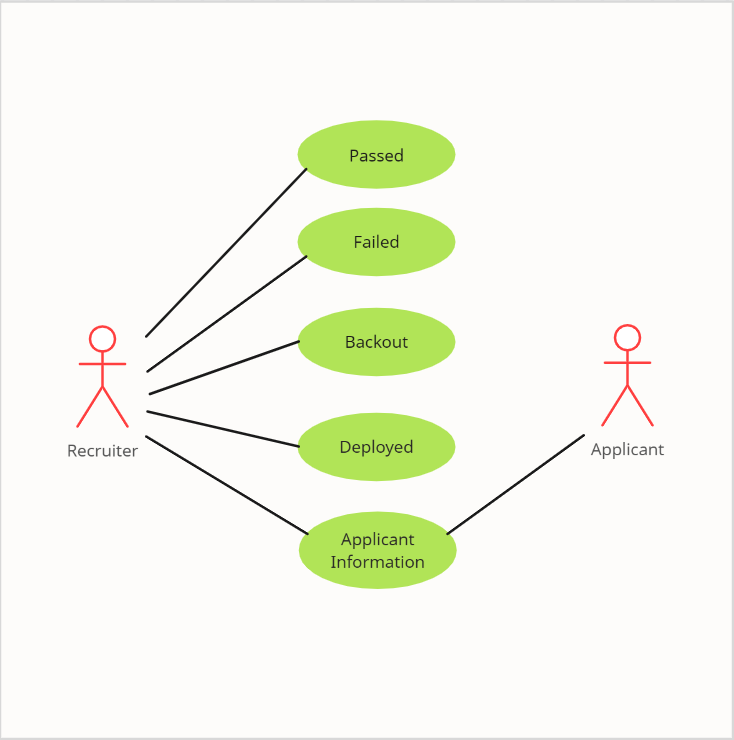 Passed
Failed
Backout
Deployed
Recruiter
Applicant
Applicant
Information